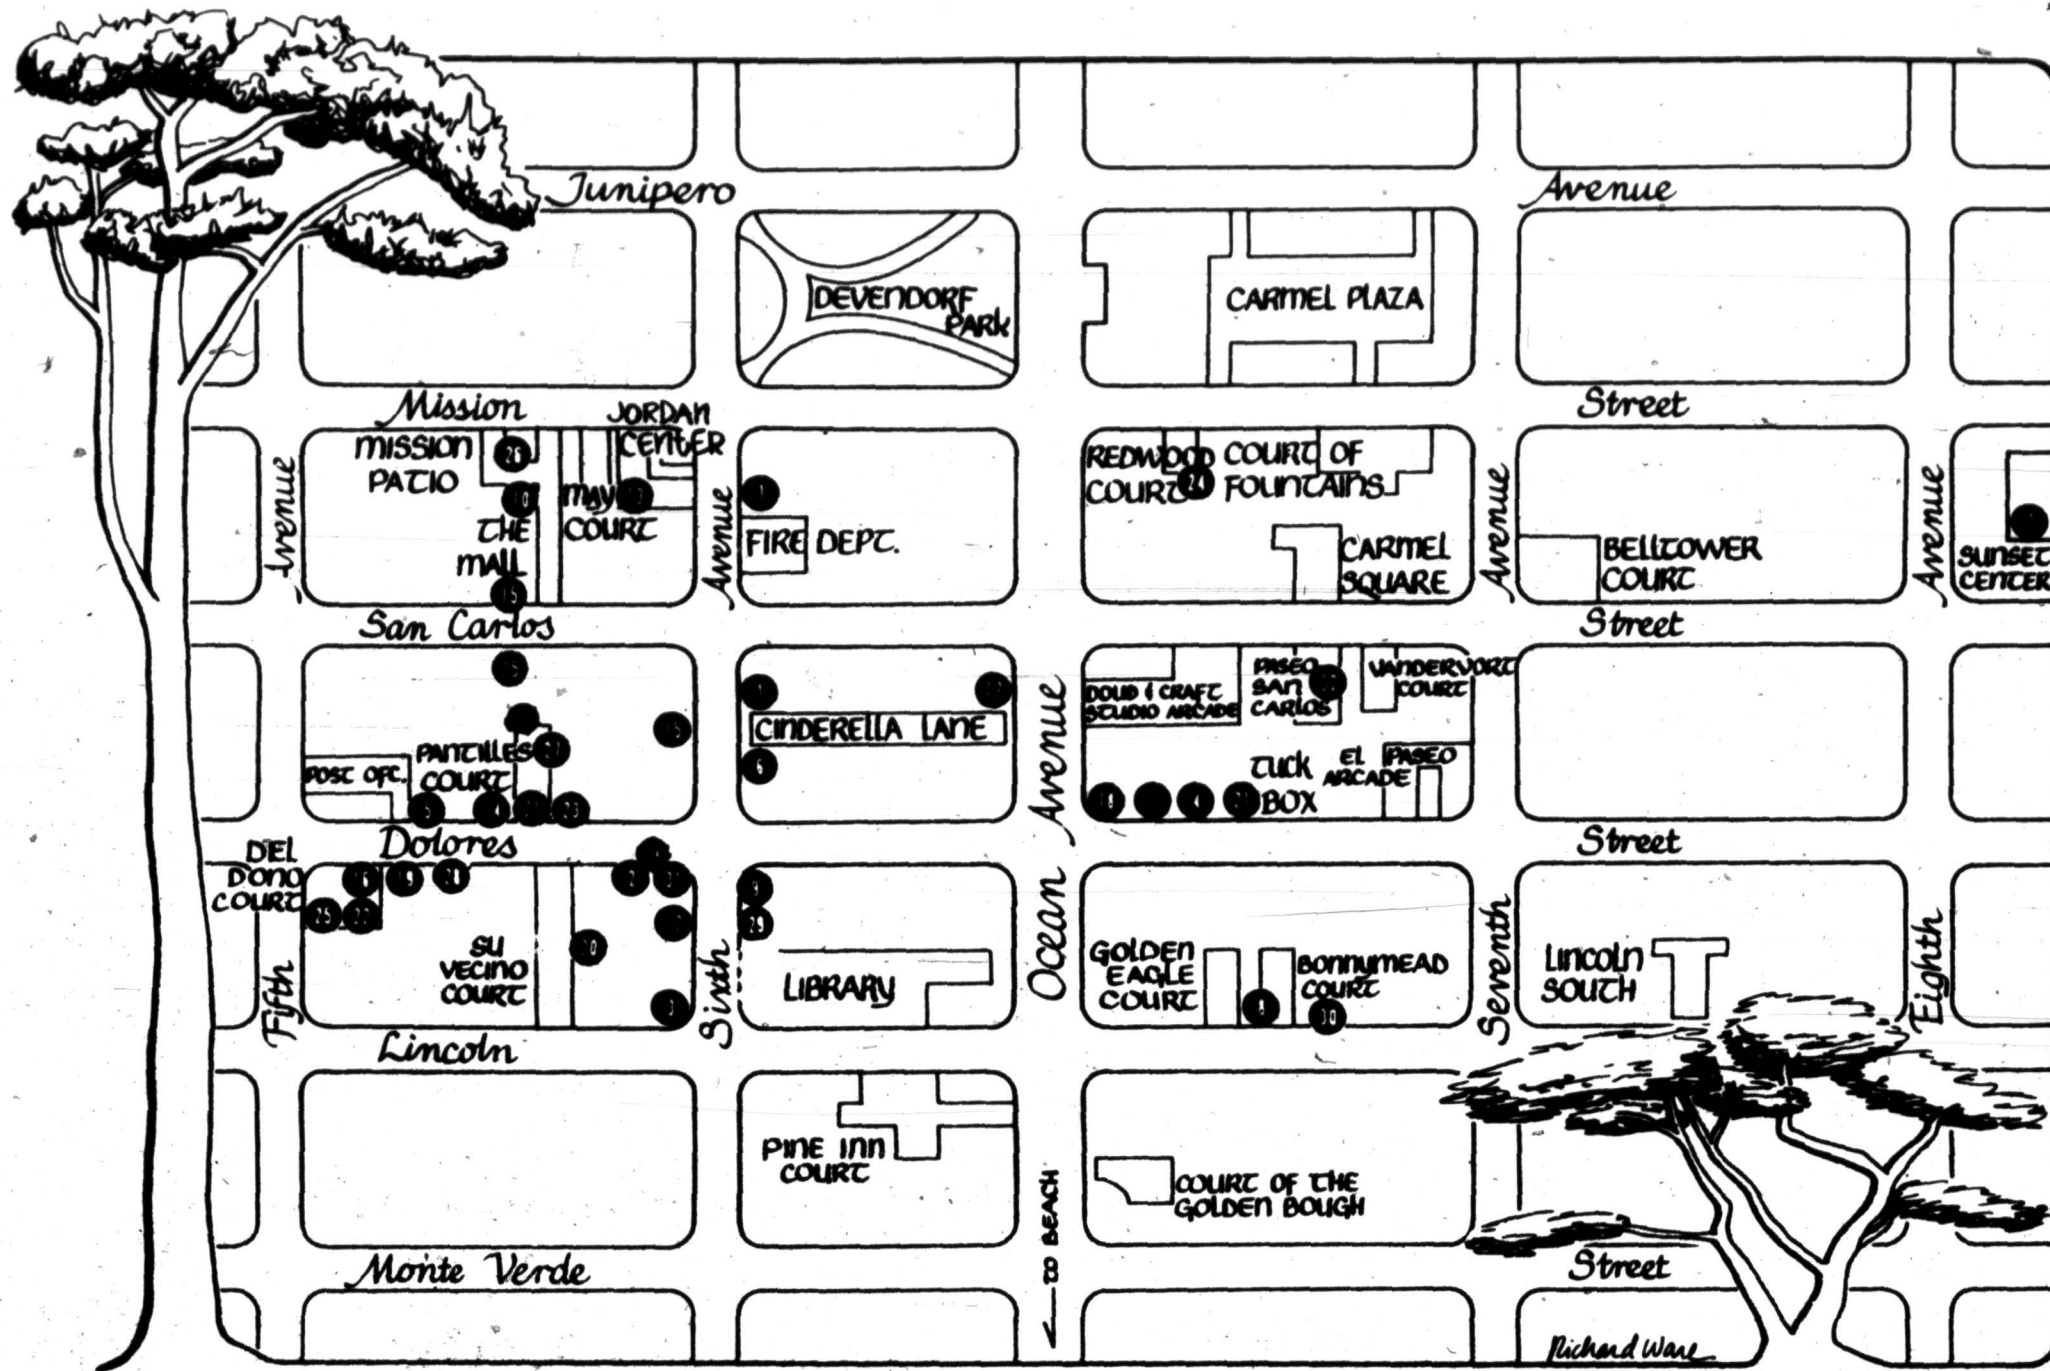 Junipero Avenue
DEVENDORF
PARK
CARMEL PLAZA
Mission Street
MISSION
PATIO
THE
MALL
MAY
COURT
JORDAN
CENTER
Avenue
Avenue
FIRE DEPT.
REDWOOD
COURT
COURT OF
FOUNTAINS
CARMEL
SQUARE
Avenue
BELLTOWER
COURT
Avenue
SUNSET
CENTER
San Carlos Street
POST OFC.
PANTILLES
COURT
CINDERELLA LANE
DOUD & CRAFT
STUDIO ARCADE
PASEO
SAN
CARLOS
VANDERVORT
COURT
TUCK
BOX
EL PASEO
ARCADE
Dolores Street
DEL
DONO
COURT
SU
VECINO
COURT
LIBRARY
GOLDEN
EAGLE
COURT
BONNYMEAD
COURT
LINCOLN
SOUTH
Fifth
Sixth
Ocean Avenue
Seventh
Eighth
Lincoln
PINE INN
COURT
COURT OF THE
GOLDEN BOUGH
TO BEACH
Monte Verde Street
Richard Ware